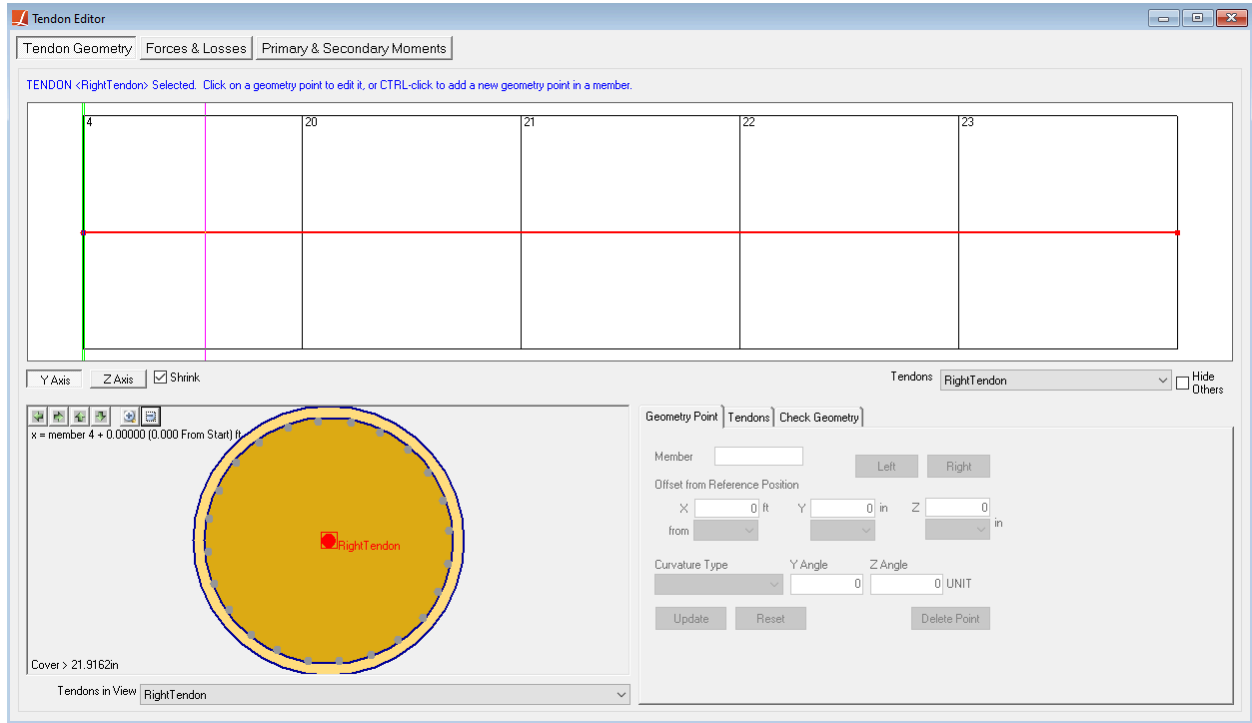 Tendon Editor
Tendon Geometry Forces & Losses Primary & Secondary Moments
TENDON <RightTendon> Selected. Click on a geometry point to edit it, or CTRL-click to add a new geometry point in a member.
4 20 21 22 23
Y Axis Z Axis Shrink Tendons RightTendon Hide Others
x = member 4 + 0.00000 (0.000 From Start) ft
RightTendon
Cover > 21.9162in
Tendons in View RightTendon
Geometry Point Tendons Check Geometry
Member Left Right
Offset from Reference Position
X 0 ft Y 0 in Z 0
from in
Curvature Type Y Angle Z Angle
0 0 UNIT
Update Reset Delete Point